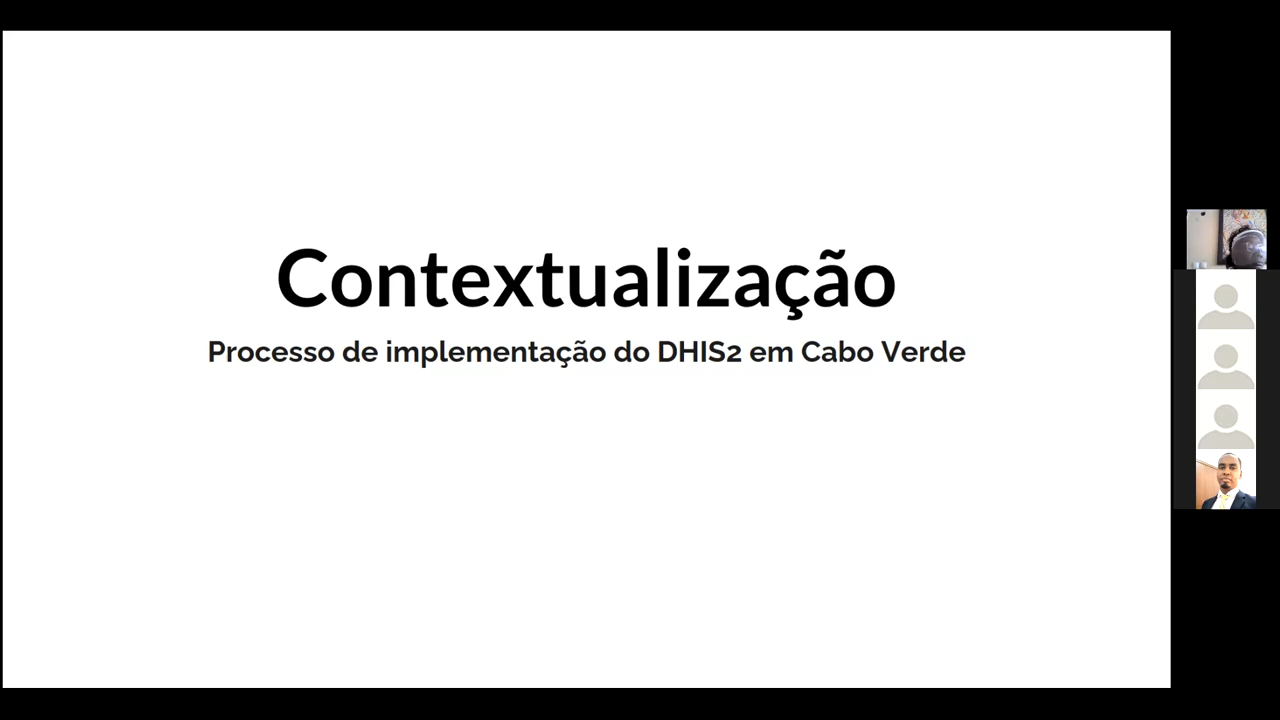 Contextualização
Processo de implementação do DHIS2 em Cabo Verde